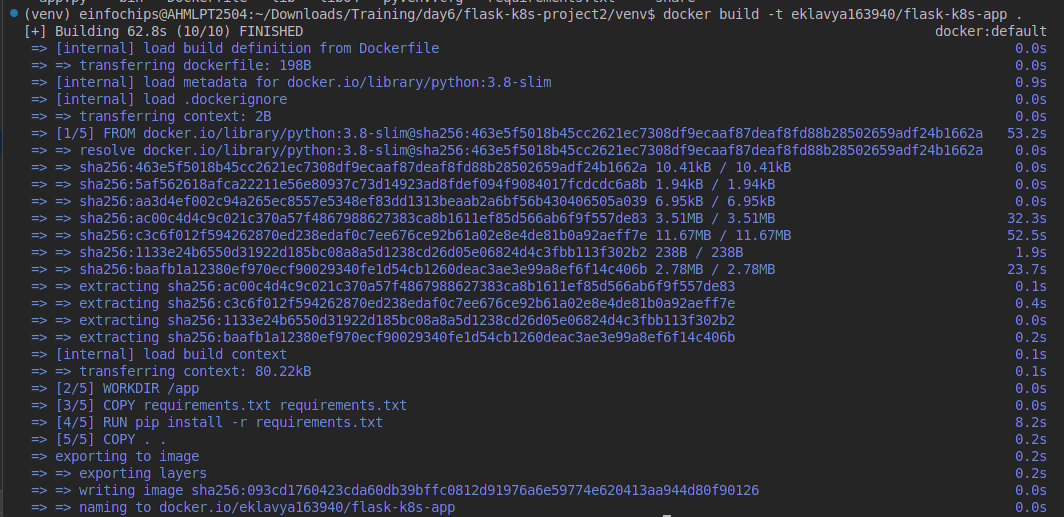 (venv) einfochips@AHMLPT2504:~/Downloads/Training/day6/flask-k8s-project2/venv$ docker build -t eklavya163940/flask-k8s-app .
[+] Building 62.8s (10/10) FINISHED docker:default
=> [internal] load build definition from Dockerfile 0.0s
=> => transferring dockerfile: 198B 0.0s
=> [internal] load metadata for docker.io/library/python:3.8-slim 0.9s
=> [internal] load .dockerignore 0.0s
=> => transferring context: 2B 0.0s
=> [1/5] FROM docker.io/library/python:3.8-slim@sha256:463e5f5018b45cc2621ec7308df9ecaaf87deaf8fd88b28502659adf24b1662a 53.2s
=> => resolve docker.io/library/python:3.8-slim@sha256:463e5f5018b45cc2621ec7308df9ecaaf87deaf8fd88b28502659adf24b1662a 0.0s
=> => sha256:463e5f5018b45cc2621ec7308df9ecaaf87deaf8fd88b28502659adf24b1662a 10.41kB / 10.41kB 0.0s
=> => sha256:5af562618afca22211e56e80937c73d14923ad8fdef094f9084017fcdcdc6a8b 1.94kB / 1.94kB 0.0s
=> => sha256:aa3d4ef002c94a265ec8557e5348ef83dd1313beaab2a6bf56b430406505a039 6.95kB / 6.95kB 0.0s
=> => sha256:ac00c4d4c9c021c370a57f4867988627383ca8b1611ef85d566ab6f9f557de83 3.51MB / 3.51MB 32.3s
=> => sha256:c3c6f012f594262870ed238edaf0c7ee676ce92b61a02e8e4de81b0a92aeff7e 11.67MB / 11.67MB 52.5s
=> => sha256:1133e24b6550d31922d185bc08a8a5d1238cd26d05e06824d4c3fbb113f302b2 238B / 238B 1.9s
=> => sha256:baafb1a12380ef970ecf90029340fe1d54cb1260deac3ae3e99a8ef6f14c406b 2.78MB / 2.78MB 23.7s
=> => extracting sha256:ac00c4d4c9c021c370a57f4867988627383ca8b1611ef85d566ab6f9f557de83 0.1s
=> => extracting sha256:c3c6f012f594262870ed238edaf0c7ee676ce92b61a02e8e4de81b0a92aeff7e 0.4s
=> => extracting sha256:1133e24b6550d31922d185bc08a8a5d1238cd26d05e06824d4c3fbb113f302b2 0.0s
=> => extracting sha256:baafb1a12380ef970ecf90029340fe1d54cb1260deac3ae3e99a8ef6f14c406b 0.2s
=> [internal] load build context 0.1s
=> => transferring context: 80.22kB 0.1s
=> [2/5] WORKDIR /app 0.0s
=> [3/5] COPY requirements.txt requirements.txt 0.0s
=> [4/5] RUN pip install -r requirements.txt 8.2s
=> [5/5] COPY . . 0.2s
=> exporting to image 0.2s
=> => exporting layers 0.2s
=> => writing image sha256:093cd1760423cda60db39bffc0812d91976a6e59774e620413aa944d80f90126 0.0s
=> => naming to docker.io/eklavya163940/flask-k8s-app 0.0s